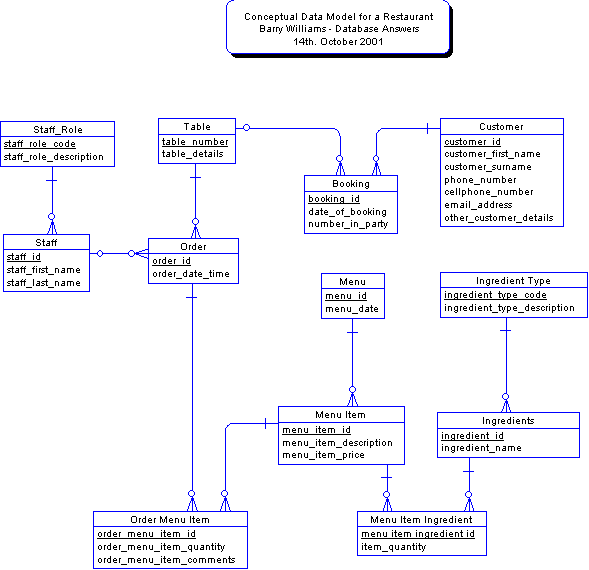 Conceptual Data Model for a Restaurant
Barry Williams - Database Answers
14th. October 2001
Staff_Role
staff_role_code
staff_role_description
Table
table_number
table_details
Customer
customer_id
customer_first_name
customer_surname
phone_number
cellphone_number
email_address
other_customer_details
Booking
booking_id
date_of_booking
number_in_party
Staff
staff_id
staff_first_name
staff_last_name
Order
order_id
order_date_time
Menu
menu_id
menu_date
Ingredient Type
ingredient_type_code
ingredient_type_description
Menu Item
menu_item_id
menu_item_description
menu_item_price
Ingredients
ingredient_id
ingredient_name
Order Menu Item
order_menu_item_id
order_menu_item_quantity
order_menu_item_comments
Menu Item Ingredient
menu item ingredient id
item_quantity